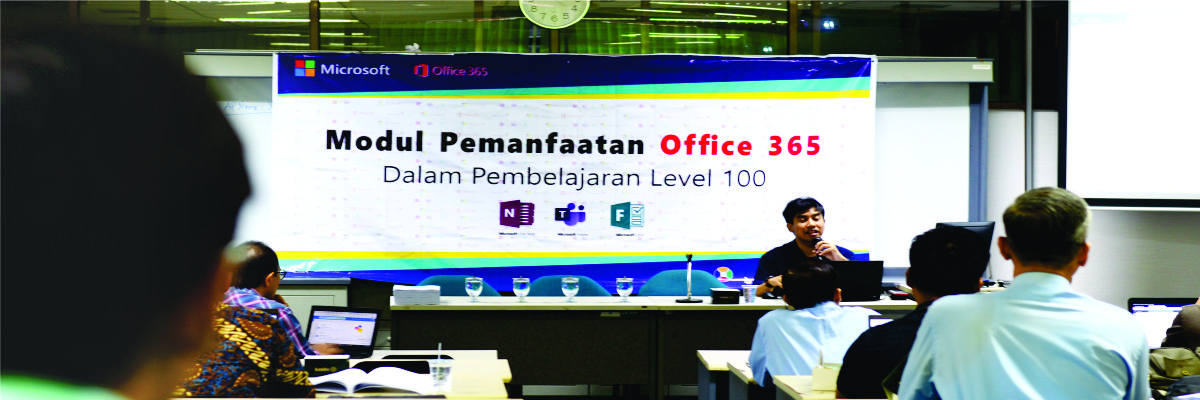 Microsoft Office 365
Modul Pemanfaatan Office 365
Dalam Pembelajaran Level 100
N T F